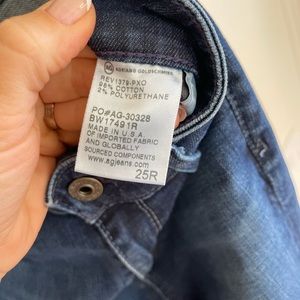 AG ADRIANO GOLDSCHMIED
REV1379-PXO
98% COTTON
2% POLYURETHANE
PO#AG-30328
BW17491R
MADE IN U.S.A.
OF IMPORTED FABRIC
AND GLOBALLY
SOURCED COMPONENTS
www.agjeans.com
25R